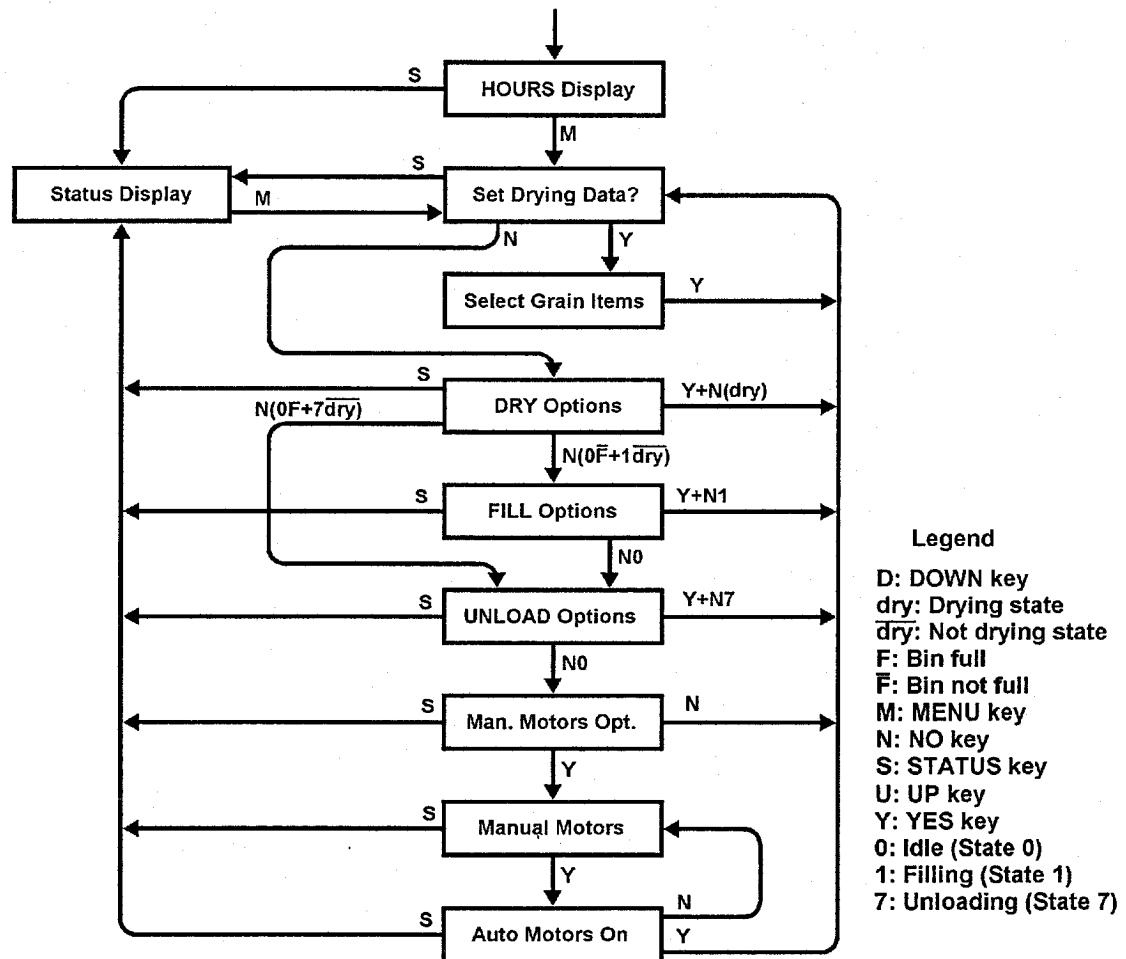 S
HOURS Display
M
Status Display
S
M
Set Drying Data?
N
Y
Select Grain Items
Y
S
DRY Options
Y+N(dry)
N(0F+7d̅r̅y̅)
N(0F̅+1d̅r̅y̅)
S
FILL Options
Y+N1
N0
S
UNLOAD Options
Y+N7
N0
S
Man. Motors Opt.
N
Y
S
Manual Motors
Y
S
Auto Motors On
N
Y
Legend
D: DOWN key
dry: Drying state
d̅r̅y̅: Not drying state
F: Bin full
F̅: Bin not full
M: MENU key
N: NO key
S: STATUS key
U: UP key
Y: YES key
0: Idle (State 0)
1: Filling (State 1)
7: Unloading (State 7)